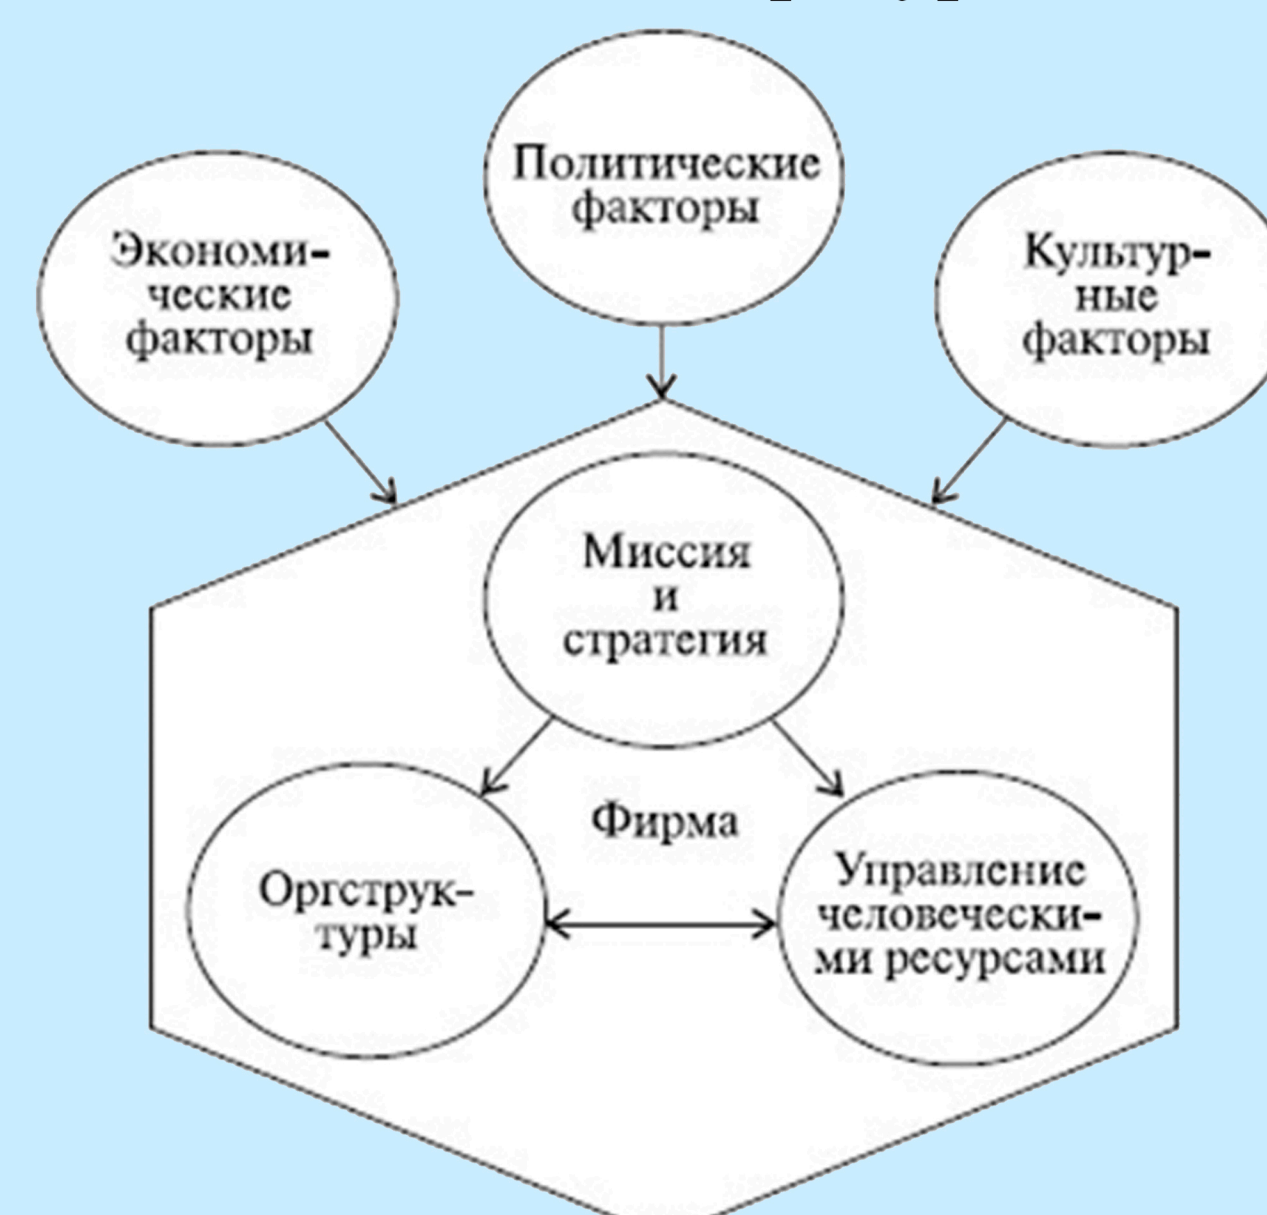 Политические
факторы
Экономи-
ческие
факторы
Культур-
ные
факторы
Миссия
и
стратегия
Фирма
Оргструк-
туры
Управление
человечески-
ми ресурсами